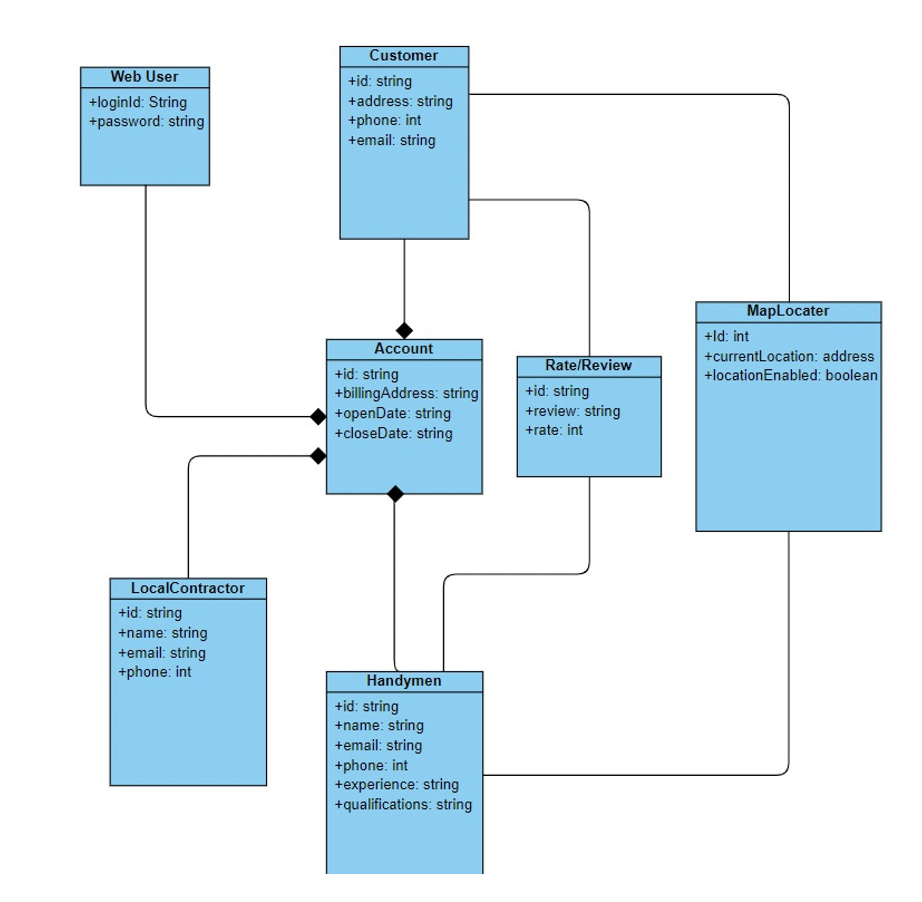 Web User
+loginId: String
+password: string
Customer
+id: string
+address: string
+phone: int
+email: string
Account
+id: string
+billingAddress: string
+openDate: string
+closeDate: string
Rate/Review
+id: string
+review: string
+rate: int
MapLocater
+Id: int
+currentLocation: address
+locationEnabled: boolean
LocalContractor
+id: string
+name: string
+email: string
+phone: int
Handymen
+id: string
+name: string
+email: string
+phone: int
+experience: string
+qualifications: string